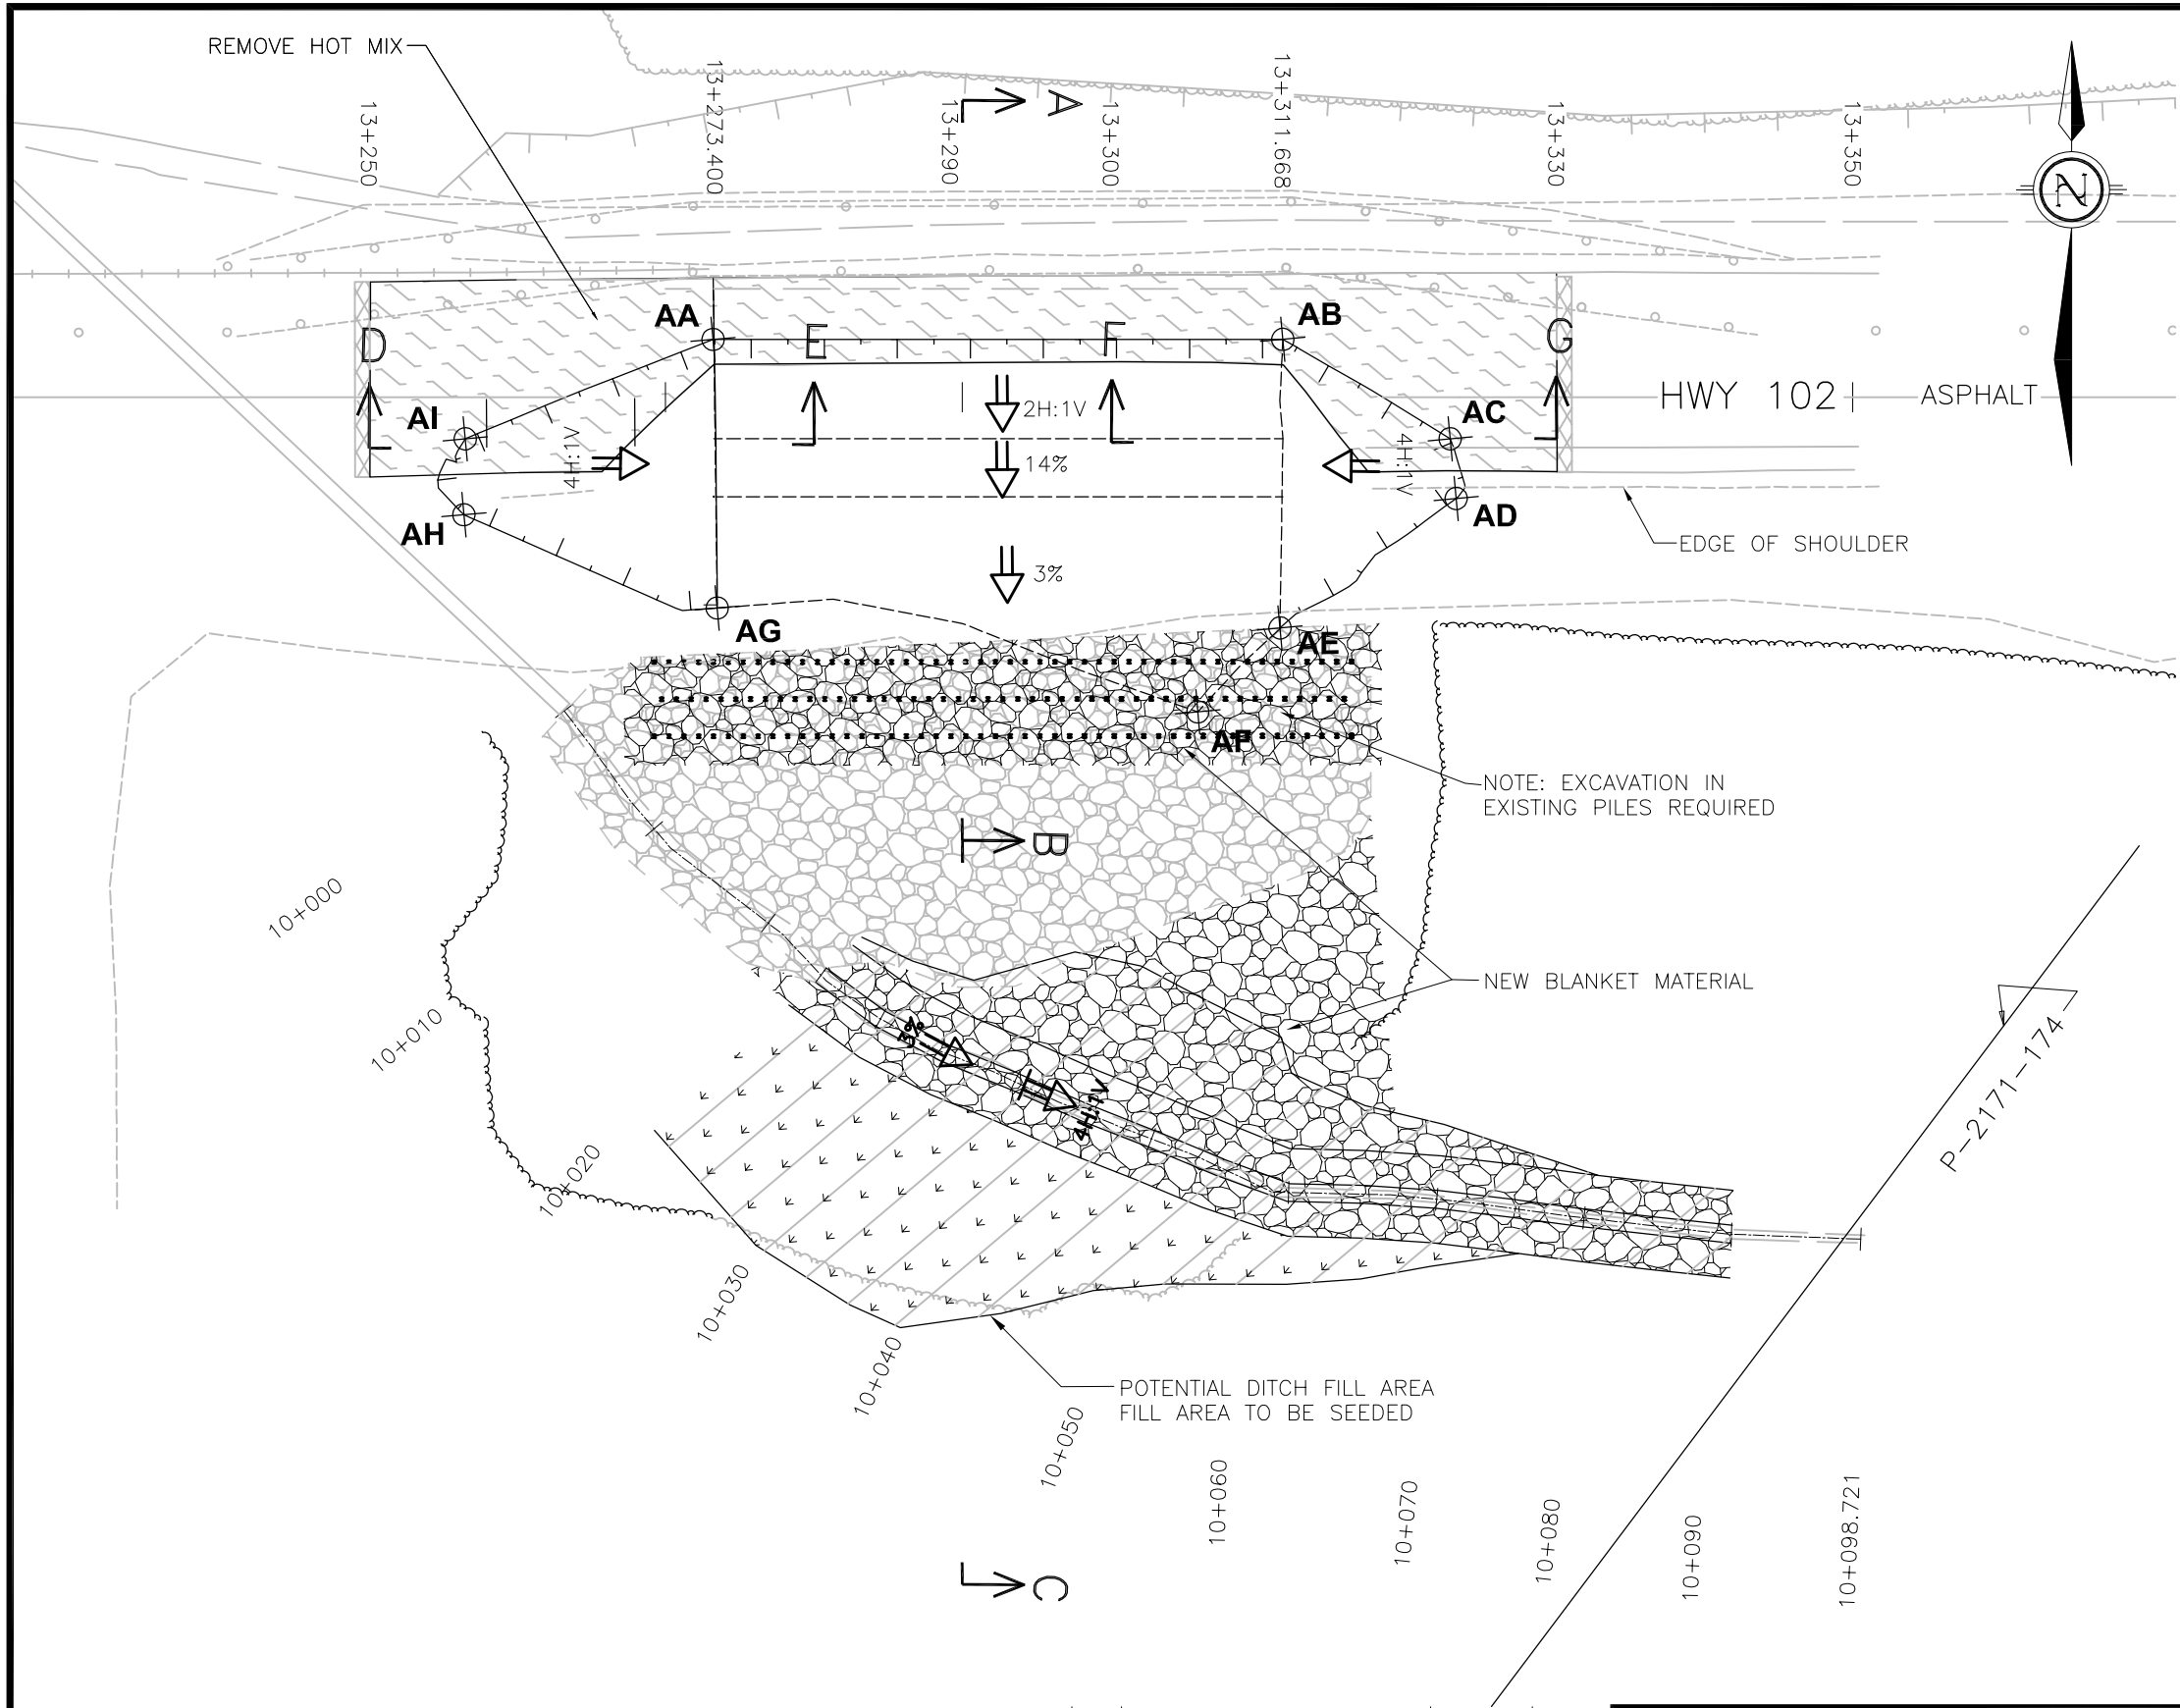 REMOVE HOT MIX
13+250
13+273.400
13+290
A
13+300
13+311.668
13+330
13+350
N
AA
AB
D
E
F
G
HWY 102
ASPHALT
AI
2H:1V
AC
4H:1V
14%
4H:1V
AH
AD
EDGE OF SHOULDER
3%
AG
AE
AF
NOTE: EXCAVATION IN
EXISTING PILES REQUIRED
B
10+000
NEW BLANKET MATERIAL
10+010
3%
4H:1V
P-2171-174
10+020
10+030
10+040
POTENTIAL DITCH FILL AREA
FILL AREA TO BE SEEDED
10+050
10+060
10+070
10+080
10+090
10+098.721
C